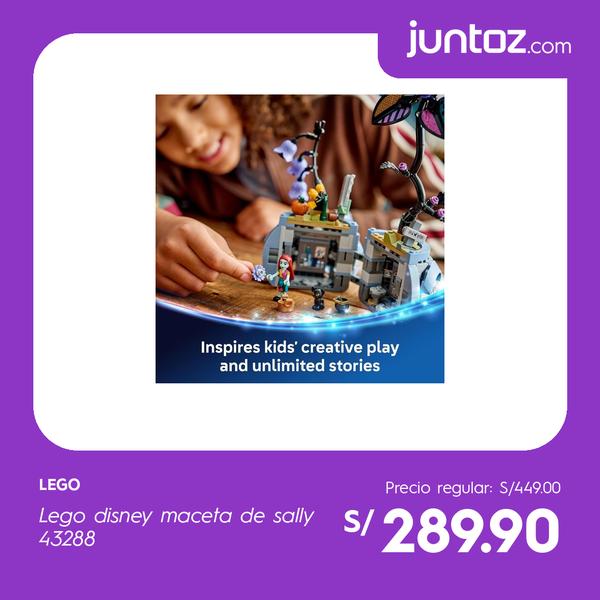 juntoz.com
Inspires kids' creative play
and unlimited stories
LEGO
Precio regular: S/449.00
Lego disney maceta de sally
43288
S/ 289.90